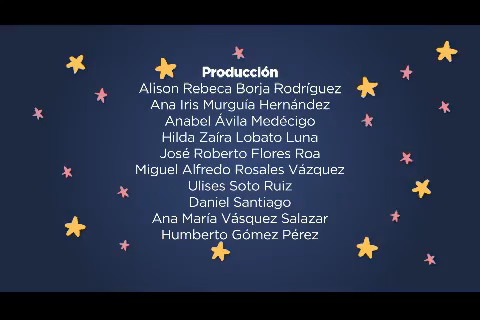 Producción
Alison Rebeca Borja Rodríguez
Ana Iris Murguía Hernández
Anabel Ávila Medécigo
Hilda Zaíra Lobato Luna
José Roberto Flores Roa
Miguel Alfredo Rosales Vázquez
Ulises Soto Ruiz
Daniel Santiago
Ana María Vásquez Salazar
Humberto Gómez Pérez